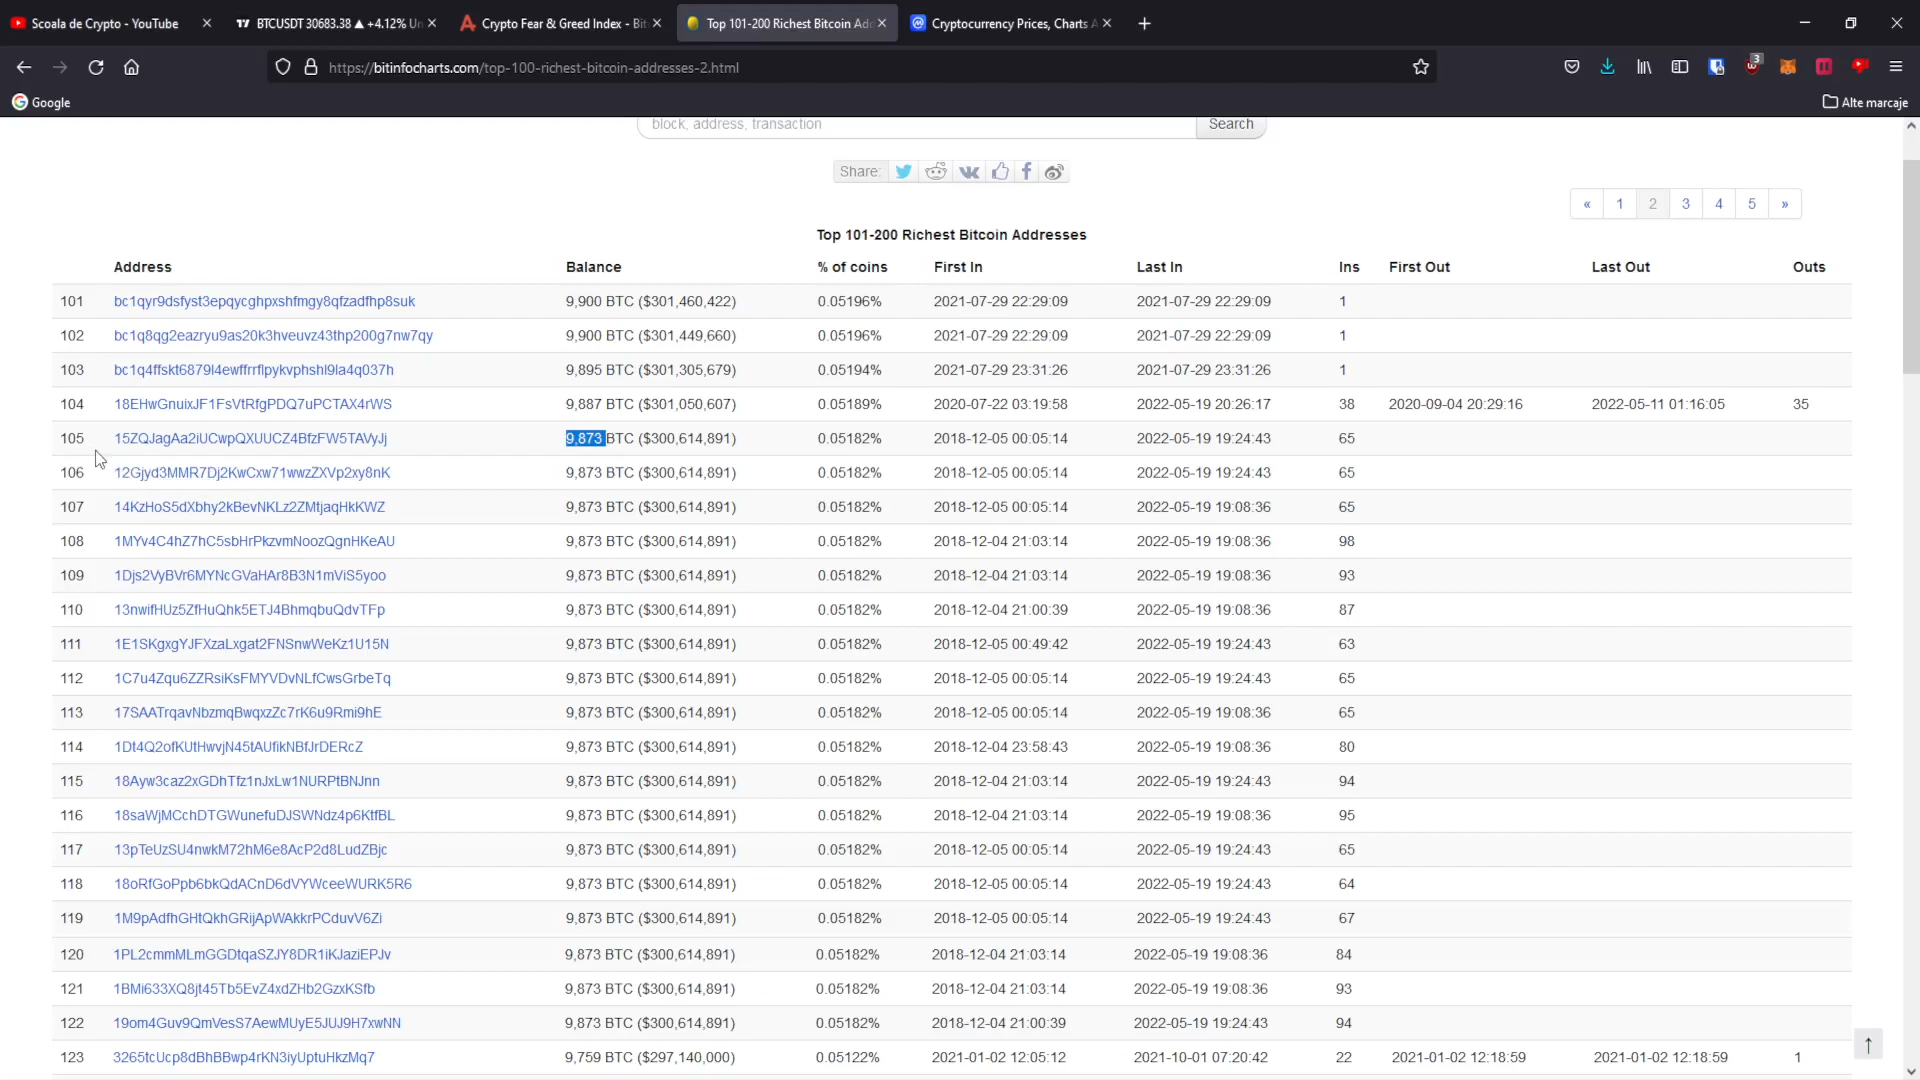 Scoala de Crypto - YouTube
BTCUSDT 30683.38 ▲ +4.12% Un
Crypto Fear & Greed Index - Bit
Top 101-200 Richest Bitcoin Add
Cryptocurrency Prices, Charts A
https://bitinfocharts.com/top-100-richest-bitcoin-addresses-2.html
3
Google
Alte marcaje
block, address, transaction
Search
Share:
« 1 2 3 4 5 »
Top 101-200 Richest Bitcoin Addresses
Address Balance % of coins First In Last In Ins First Out Last Out Outs
101 bc1qyr9dsfyst3epqycghpxshfmgy8qfzadfhp8suk 9,900 BTC ($301,460,422) 0.05196% 2021-07-29 22:29:09 2021-07-29 22:29:09 1
102 bc1q8qg2eazryu9as20k3hveuvz43thp200g7nw7qy 9,900 BTC ($301,449,660) 0.05196% 2021-07-29 22:29:09 2021-07-29 22:29:09 1
103 bc1q4ffskt6879l4ewffrrflpykvphshl9la4q037h 9,895 BTC ($301,305,679) 0.05194% 2021-07-29 23:31:26 2021-07-29 23:31:26 1
104 18EHwGnuixJF1FsVtRfgPDQ7uPCTAX4rWS 9,887 BTC ($301,050,607) 0.05189% 2020-07-22 03:19:58 2022-05-19 20:26:17 38 2020-09-04 20:29:16 2022-05-11 01:16:05 35
105 15ZQJagAa2iUCwpQXUUCZ4BfzFW5TAVyJj 9,873 BTC ($300,614,891) 0.05182% 2018-12-05 00:05:14 2022-05-19 19:24:43 65
106 12Gjyd3MMR7Dj2KwCxw71wwzZXVp2xy8nK 9,873 BTC ($300,614,891) 0.05182% 2018-12-05 00:05:14 2022-05-19 19:24:43 65
107 14KzHoS5dXbhy2kBevNKLz2ZMtjaqHkKWZ 9,873 BTC ($300,614,891) 0.05182% 2018-12-05 00:05:14 2022-05-19 19:08:36 65
108 1MYv4C4hZ7hC5sbHrPkzvmNoozQgnHKeAU 9,873 BTC ($300,614,891) 0.05182% 2018-12-04 21:03:14 2022-05-19 19:08:36 98
109 1Djs2VyBVr6MYNcGVaHAr8B3N1mViS5yoo 9,873 BTC ($300,614,891) 0.05182% 2018-12-04 21:03:14 2022-05-19 19:08:36 93
110 13nwifHUz5ZfHuQhk5ETJ4BhmqbuQdvTFp 9,873 BTC ($300,614,891) 0.05182% 2018-12-04 21:00:39 2022-05-19 19:08:36 87
111 1E1SKgxgYJFXzaLxgat2FNSnwWeKz1U15N 9,873 BTC ($300,614,891) 0.05182% 2018-12-05 00:49:42 2022-05-19 19:24:43 63
112 1C7u4Zqu6ZZRsiKsFMYVDvNLfCwsGrbeTq 9,873 BTC ($300,614,891) 0.05182% 2018-12-05 00:05:14 2022-05-19 19:24:43 65
113 17SAATrqavNbzmqBwqxzZc7rK6u9Rmi9hE 9,873 BTC ($300,614,891) 0.05182% 2018-12-05 00:05:14 2022-05-19 19:08:36 65
114 1Dt4Q2ofKUtHwvjN45tAUfikNBfJrDERcZ 9,873 BTC ($300,614,891) 0.05182% 2018-12-04 23:58:43 2022-05-19 19:08:36 80
115 18Ayw3caz2xGDhTfz1nJxLw1NURPtBNJnn 9,873 BTC ($300,614,891) 0.05182% 2018-12-04 21:03:14 2022-05-19 19:24:43 94
116 18saWjMCchDTGWunefuDJSWNdz4p6KtfBL 9,873 BTC ($300,614,891) 0.05182% 2018-12-04 21:03:14 2022-05-19 19:08:36 95
117 13pTeUzSU4nwkM72hM6e8AcP2d8LudZBjc 9,873 BTC ($300,614,891) 0.05182% 2018-12-05 00:05:14 2022-05-19 19:24:43 65
118 18oRfGoPpb6bkQdACnD6dVYWceeWURK5R6 9,873 BTC ($300,614,891) 0.05182% 2018-12-05 00:05:14 2022-05-19 19:24:43 64
119 1M9pAdfhGHtQkhGRijApWAkkrPCduvV6Zi 9,873 BTC ($300,614,891) 0.05182% 2018-12-05 00:05:14 2022-05-19 19:24:43 67
120 1PL2cmmMLmGGDtqaSZJY8DR1iKJaziEPJv 9,873 BTC ($300,614,891) 0.05182% 2018-12-04 21:03:14 2022-05-19 19:08:36 84
121 1BMi633XQ8jt45Tb5EvZ4xdZHb2GzxKSfb 9,873 BTC ($300,614,891) 0.05182% 2018-12-04 21:03:14 2022-05-19 19:08:36 93
122 19om4Guv9QmVesS7AewMUyE5JUJ9H7xwNN 9,873 BTC ($300,614,891) 0.05182% 2018-12-04 21:00:39 2022-05-19 19:24:43 94
123 3265tcUcp8dBhBBwp4rKN3iyUptuHkzMq7 9,759 BTC ($297,140,000) 0.05122% 2021-01-02 12:05:12 2021-10-01 07:20:42 22 2021-01-02 12:18:59 2021-01-02 12:18:59 1